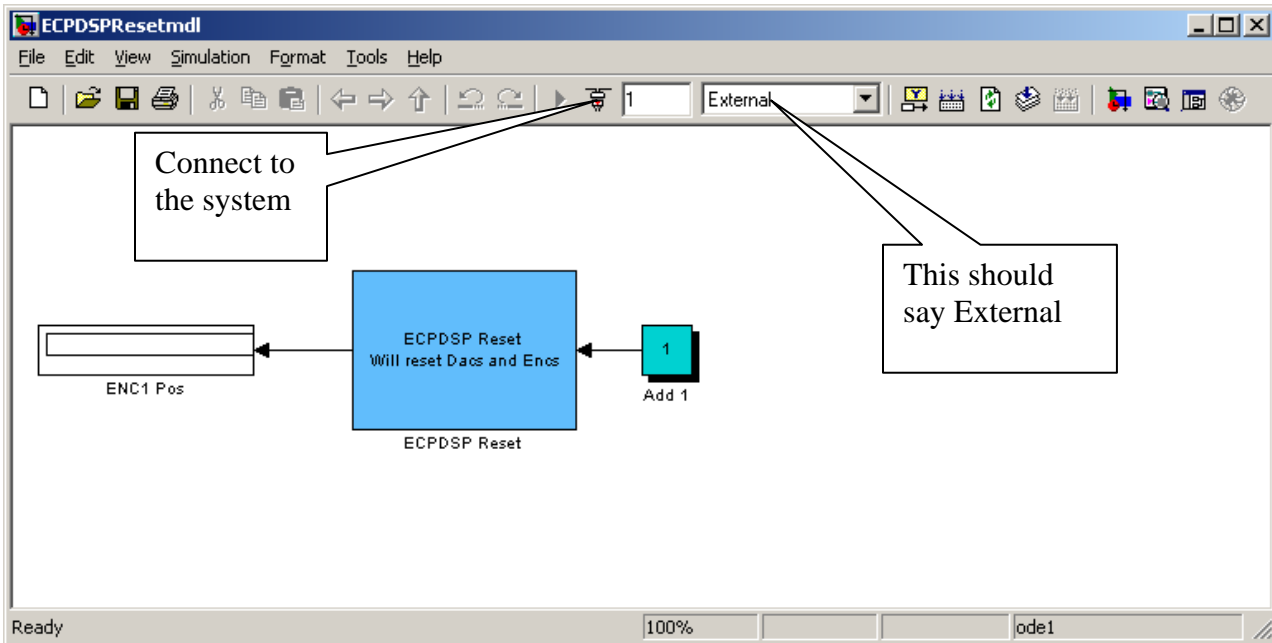 ECPDSPResetmdl
File Edit View Simulation Format Tools Help
1 External
Connect to
the system
This should
say External
ECPDSP Reset
Will reset Dacs and Encs
1
ENC1 Pos
Add 1
ECPDSP Reset
Ready 100% ode1